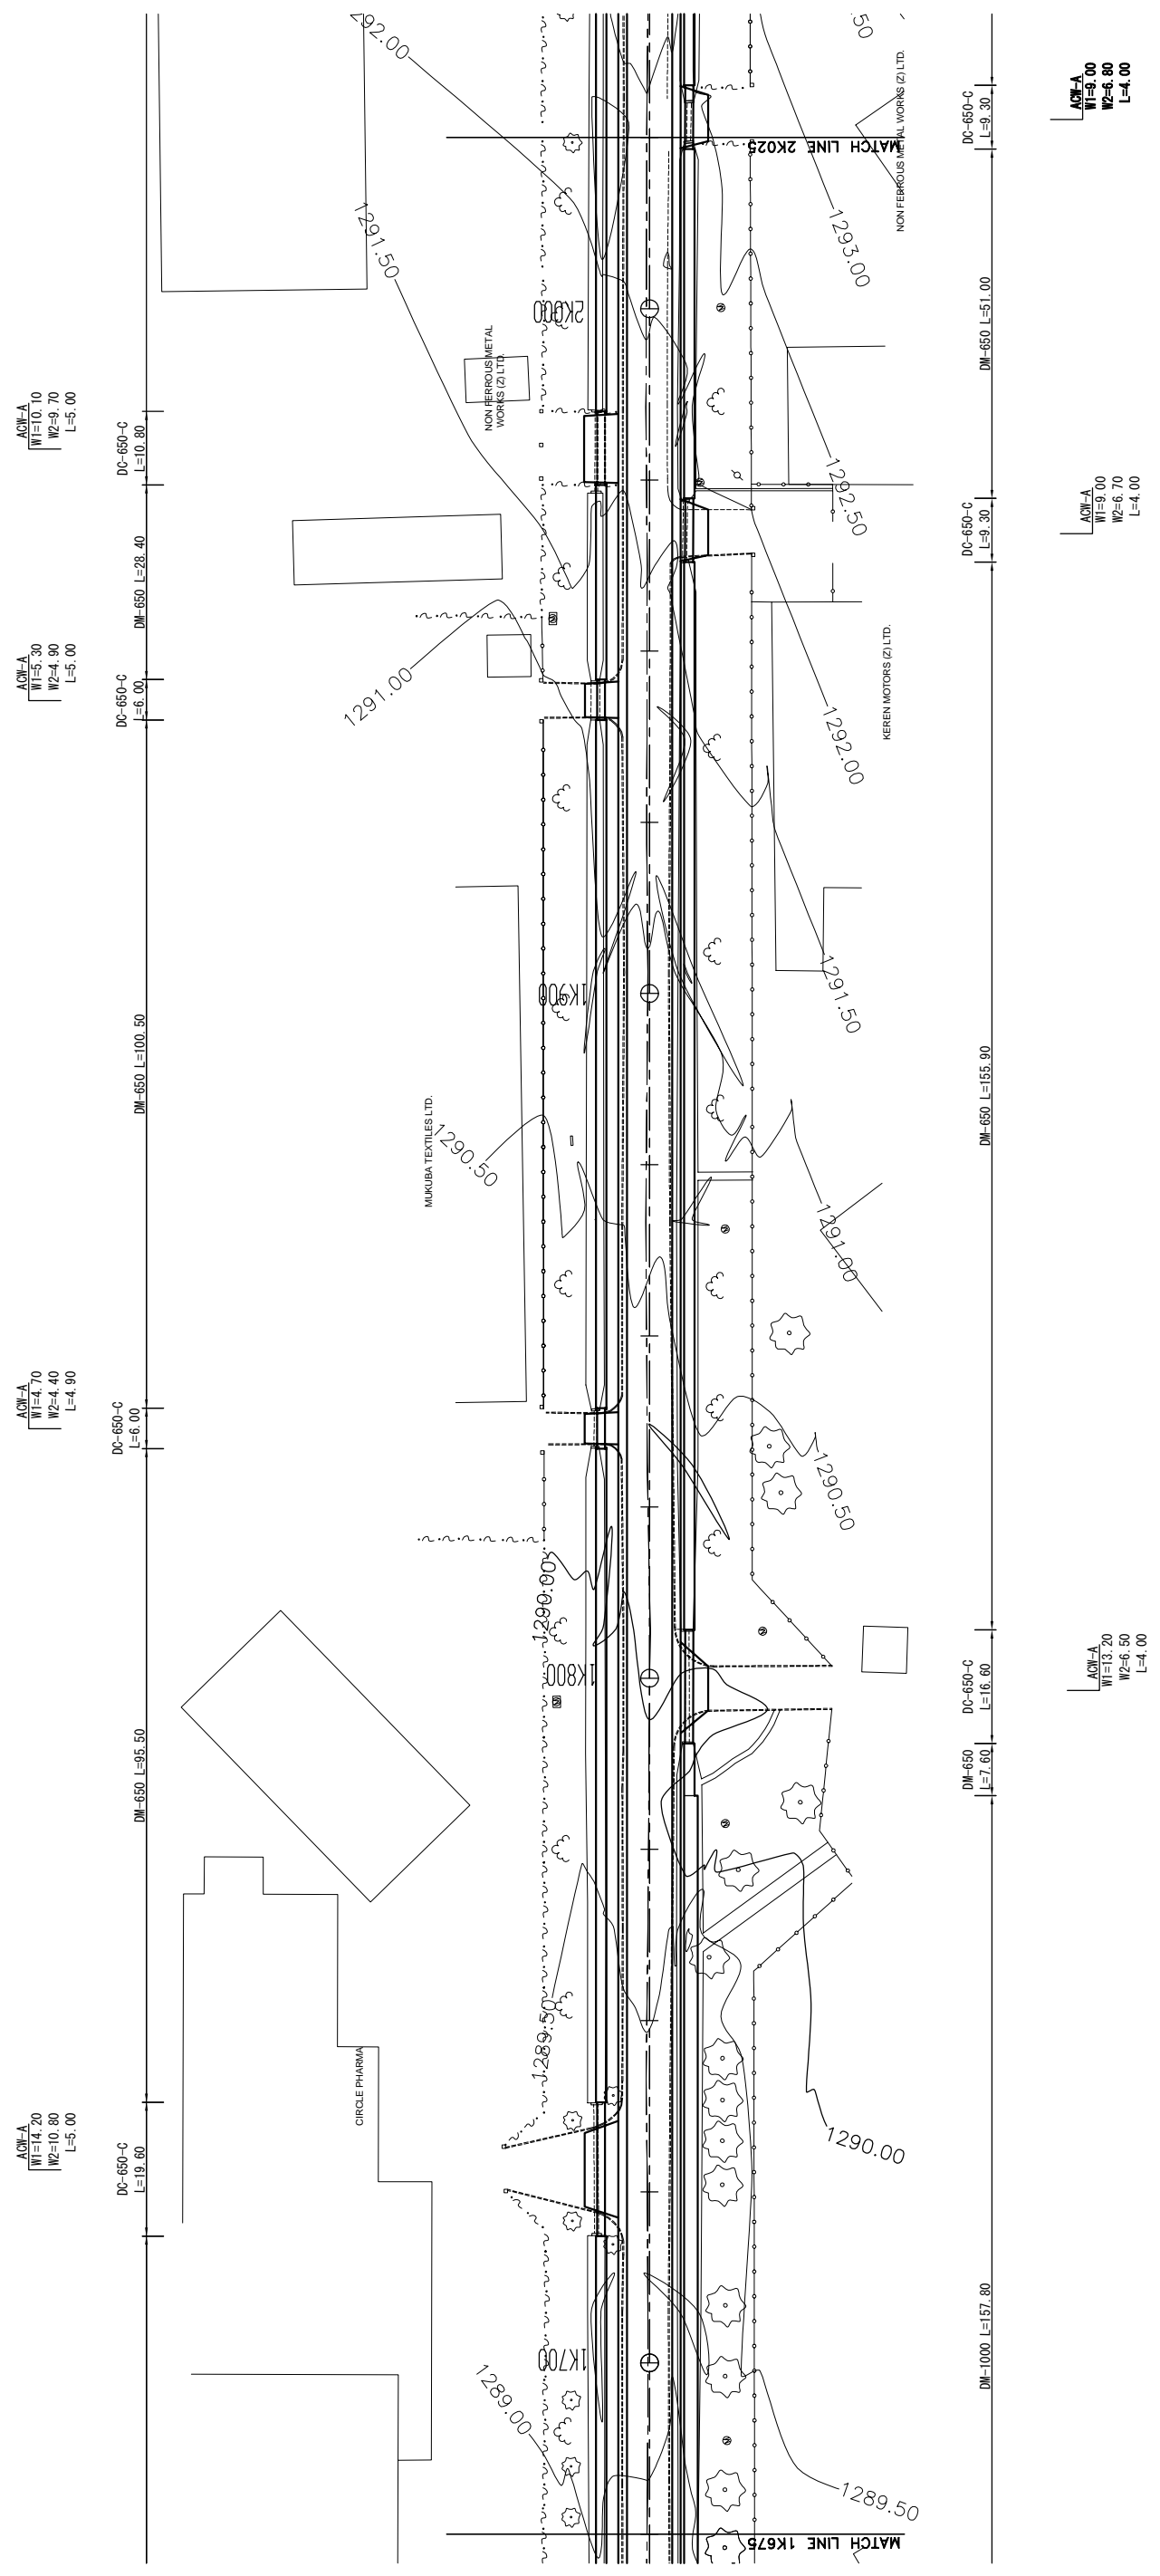 292.00
50
ACW-A
W1=9.00
W2=6.80
L=4.00
DC-650-C
L=9.30
MATCH LINE 2K025
NON FERROUS METAL WORKS (Z) LTD.
1291.50
1293.00
2K000
NON FERROUS METAL
WORKS (Z) LTD.
DM-650 L=51.00
ACW-A
W1=10.10
W2=9.70
L=5.00
DC-650-C
L=10.80
1292.50
ACW-A
W1=9.00
W2=6.70
L=4.00
DC-650-C
L=9.30
DM-650 L=28.40
ACW-A
W1=5.30
W2=4.90
L=5.00
DC-650-C
L=6.00
1291.00
KEREN MOTORS (Z) LTD.
1292.00
1K900
1291.50
DM-650 L=100.50
DM-650 L=155.90
MUKUBA TEXTILES LTD.
1290.50
1291.00
ACW-A
W1=4.70
W2=4.40
L=4.90
DC-650-C
L=6.00
1290.50
1290.00
1K800
ACW-A
W1=13.20
W2=6.50
L=4.00
DC-650-C
L=16.60
DM-650
L=7.60
DM-650 L=95.50
1289.50
CIRCLE PHARMA
1290.00
ACW-A
W1=14.20
W2=10.80
L=5.00
DC-650-C
L=19.60
1K700
DM-1000 L=157.80
1289.00
1289.50
MATCH LINE 1K675